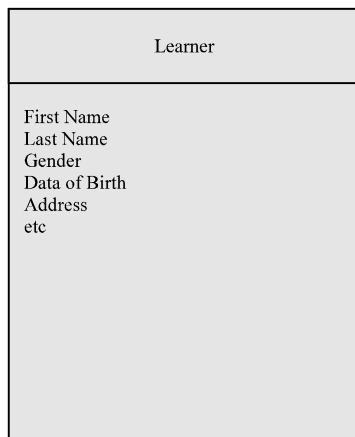 Learner
First Name
Last Name
Gender
Data of Birth
Address
etc